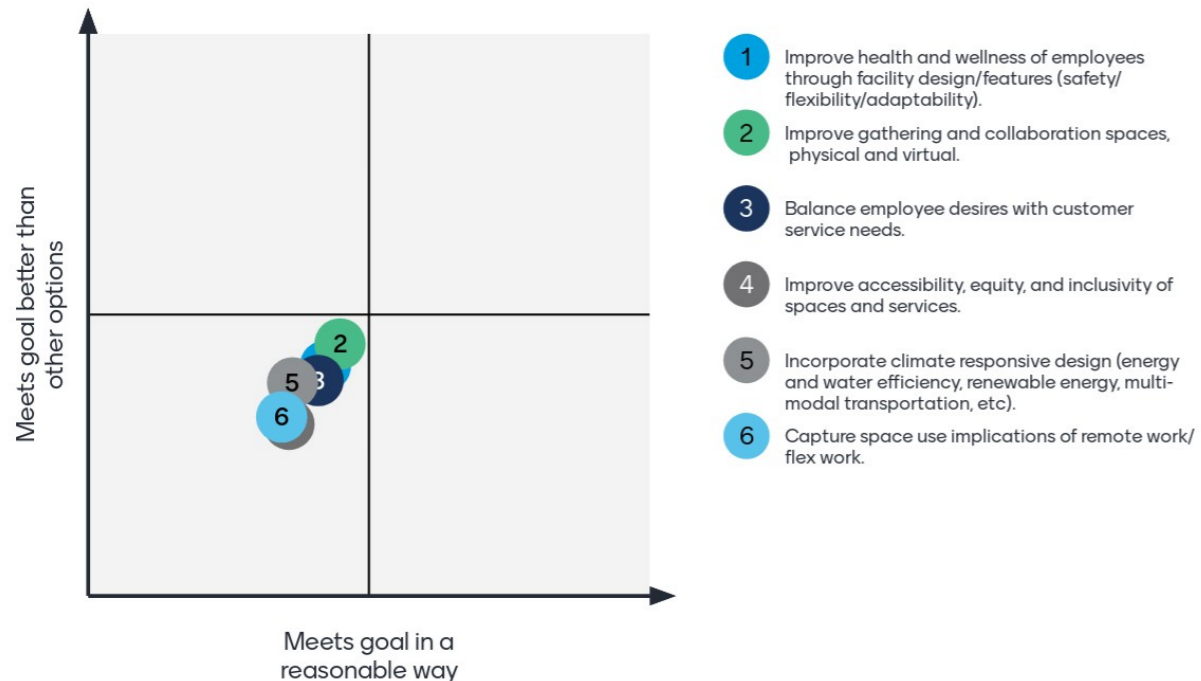 Meets goal better than
other options
2
3
5
6
Meets goal in a
reasonable way
1
Improve health and wellness of employees
through facility design/features (safety/
flexibility/adaptability).
2
Improve gathering and collaboration spaces,
physical and virtual.
3
Balance employee desires with customer
service needs.
4
Improve accessibility, equity, and inclusivity of
spaces and services.
5
Incorporate climate responsive design (energy
and water efficiency, renewable energy, multi-
modal transportation, etc).
6
Capture space use implications of remote work/
flex work.